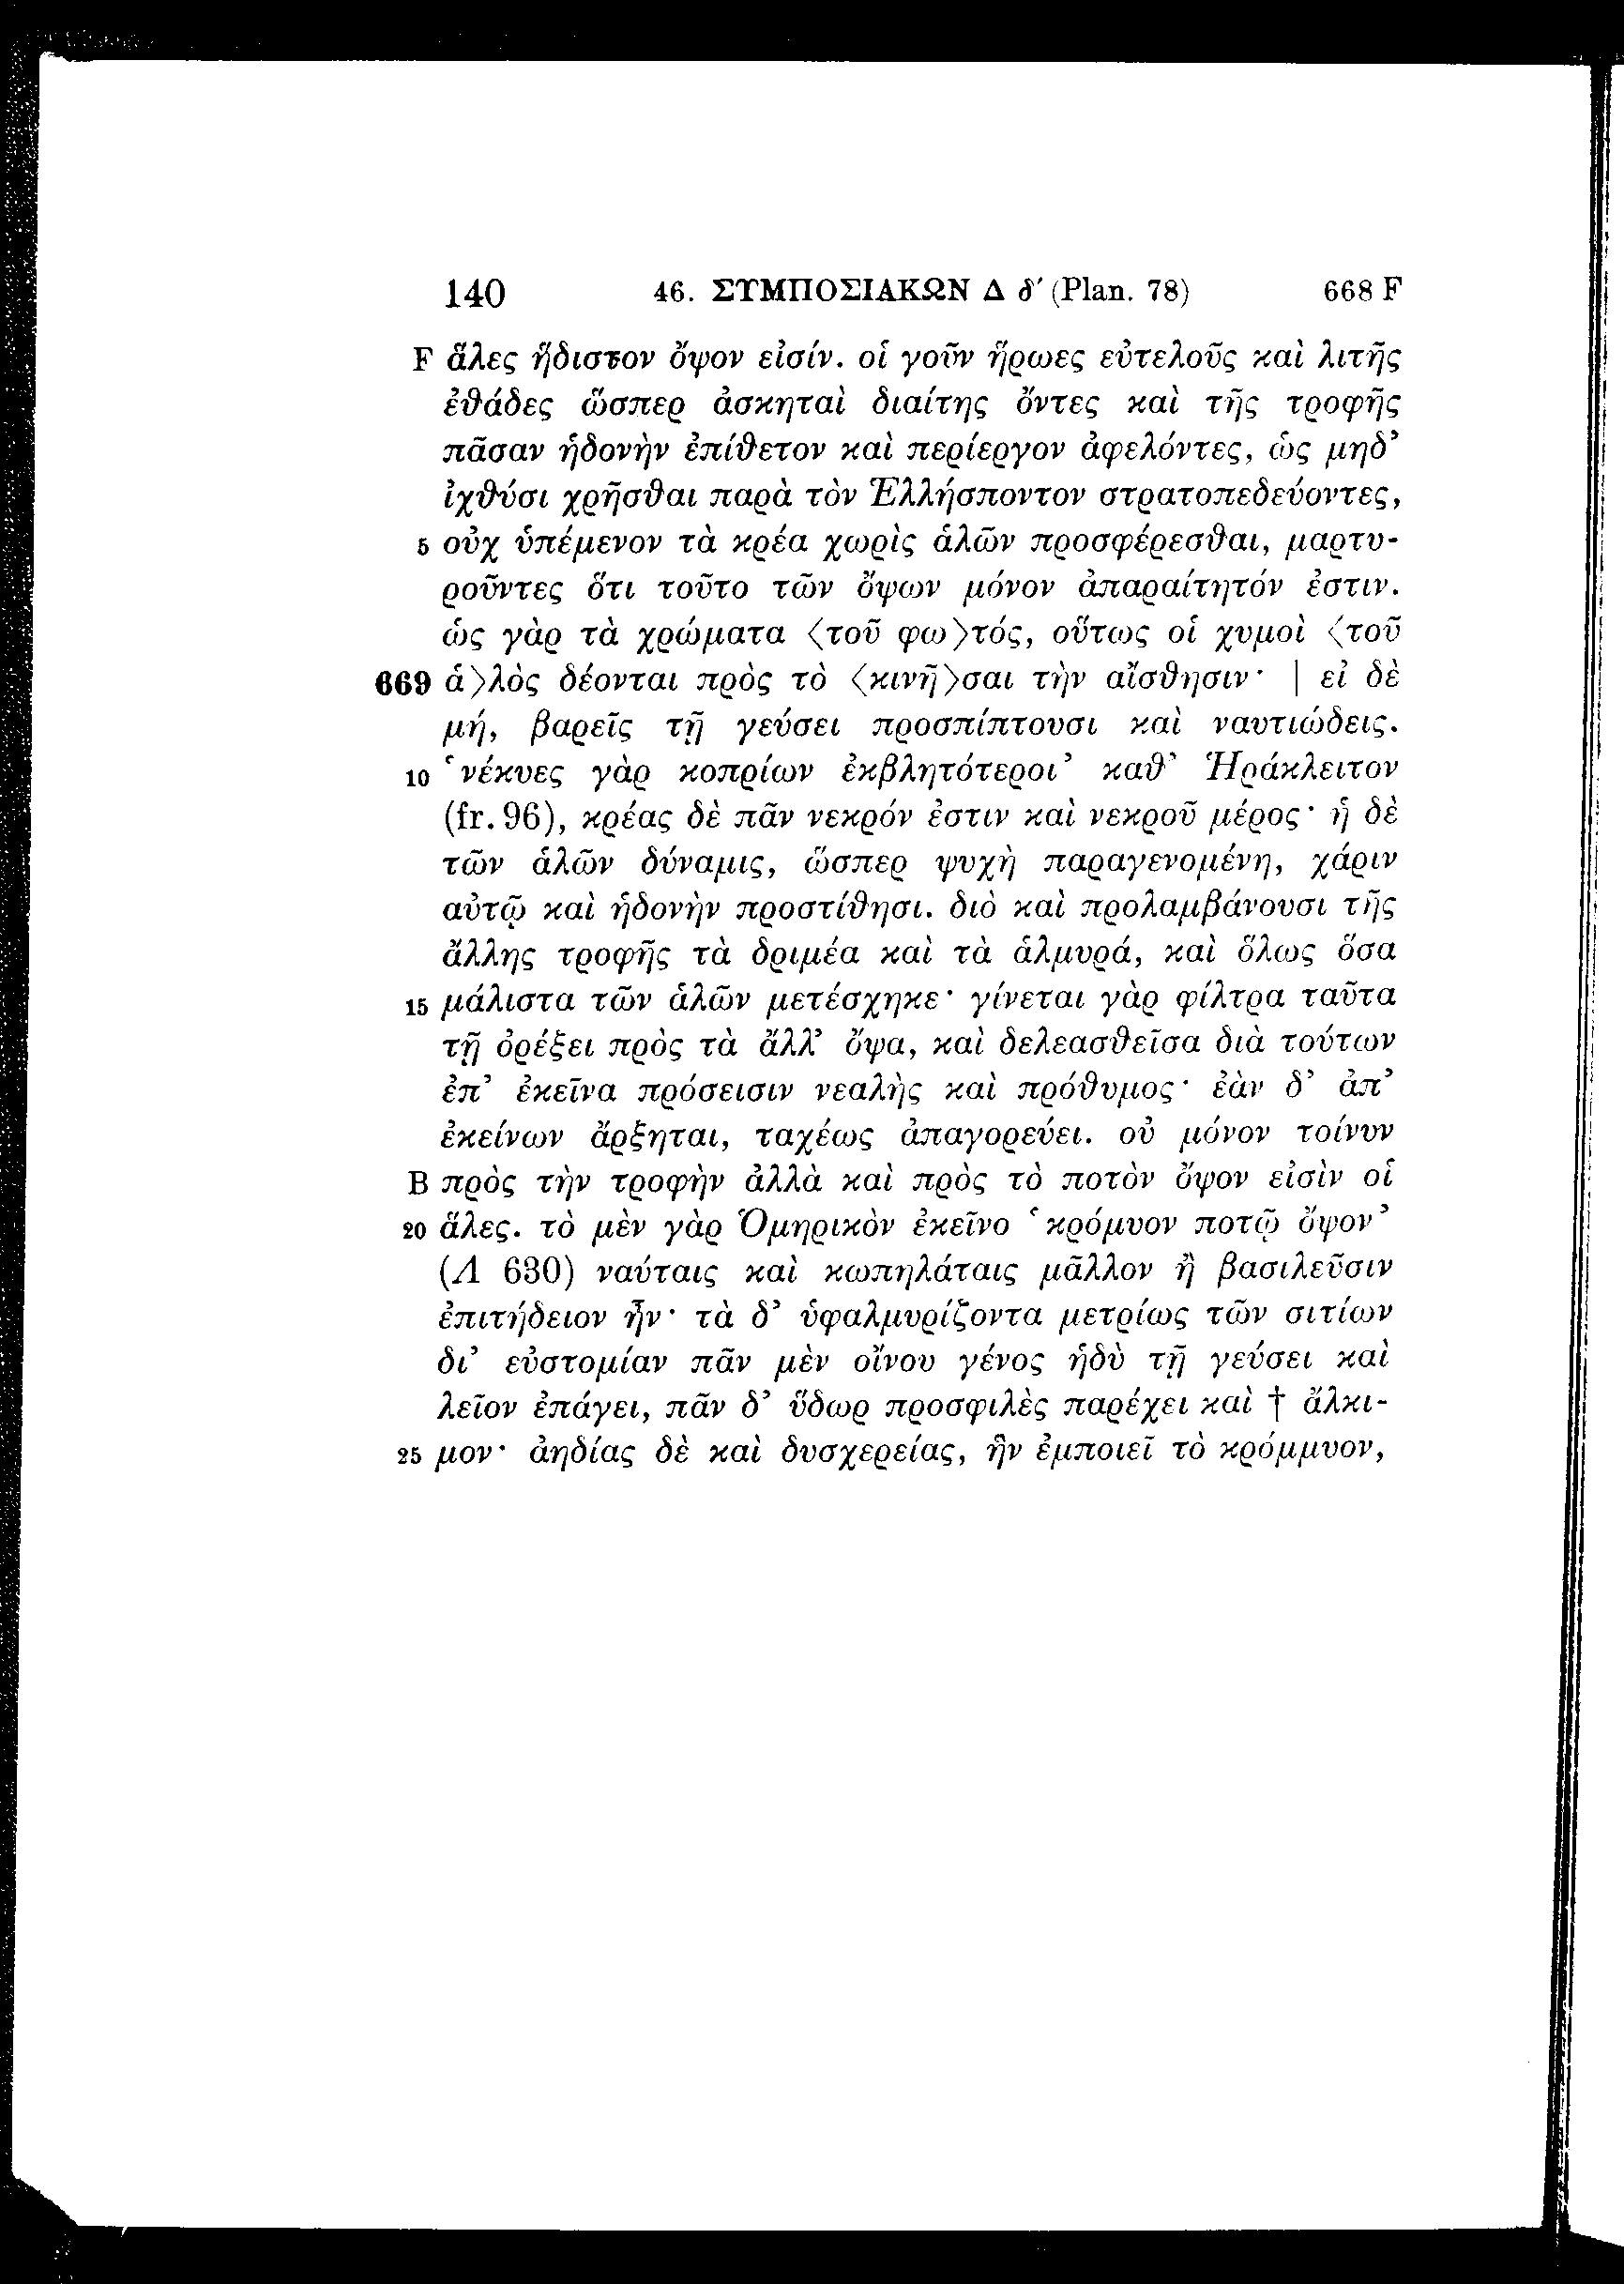 140 46. ΣΥΜΠΟΣΙΑΚΩΝ Δ δ′ (Plan. 78) 668 F
F ἅλες ἥδιστον ὄψον εἰσίν. οἱ γοῦν ἥρωες εὐτελοῦς καὶ λιτῆς
ἐθάδες ὥσπερ ἀσκηταὶ διαίτης ὄντες καὶ τῆς τροφῆς
πᾶσαν ἡδονὴν ἐπίθετον καὶ περίεργον ἀφελόντες, ὡς μηδ’
ἰχθύσι χρῆσθαι παρὰ τὸν Ἑλλήσποντον στρατοπεδεύοντες,
5 οὐχ ὑπέμενον τὰ κρέα χωρὶς ἁλῶν προσφέρεσθαι, μαρτυ-
ροῦντες ὅτι τοῦτο τῶν ὄψων μόνον ἀπαραίτητόν ἐστιν.
ὡς γὰρ τὰ χρώματα 〈τοῦ φω〉τός, οὕτως οἱ χυμοὶ 〈τοῦ
669 ἁ〉λὸς δέονται πρὸς τὸ 〈κινῆ〉σαι τὴν αἴσθησιν· | εἰ δὲ
μή, βαρεῖς τῇ γεύσει προσπίπτουσι καὶ ναυτιώδεις.
10 ‘νέκυες γὰρ κοπρίων ἐκβλητότεροι’ καθ’ Ἡράκλειτον
(fr. 96), κρέας δὲ πᾶν νεκρόν ἐστιν καὶ νεκροῦ μέρος· ἡ δὲ
τῶν ἁλῶν δύναμις, ὥσπερ ψυχὴ παραγενομένη, χάριν
αὐτῷ καὶ ἡδονὴν προστίθησι. διὸ καὶ προλαμβάνουσι τῆς
ἄλλης τροφῆς τὰ δριμέα καὶ τὰ ἁλμυρά, καὶ ὅλως ὅσα
15 μάλιστα τῶν ἁλῶν μετέσχηκε· γίνεται γὰρ φίλτρα ταῦτα
τῇ ὀρέξει πρὸς τὰ ἄλλ’ ὄψα, καὶ δελεασθεῖσα διὰ τούτων
ἐπ’ ἐκεῖνα πρόσεισιν νεαλὴς καὶ πρόθυμος· ἐὰν δ’ ἀπ’
ἐκείνων ἄρξηται, ταχέως ἀπαγορεύει. οὐ μόνον τοίνυν
B πρὸς τὴν τροφὴν ἀλλὰ καὶ πρὸς τὸ ποτὸν ὄψον εἰσὶν οἱ
20 ἅλες. τὸ μὲν γὰρ Ὁμηρικὸν ἐκεῖνο ‘κρόμυον ποτῷ ὄψον’
(Λ 630) ναύταις καὶ κωπηλάταις μᾶλλον ἢ βασιλεῦσιν
ἐπιτήδειον ἦν· τὰ δ’ ὑφαλμυρίζοντα μετρίως τῶν σιτίων
δι’ εὐστομίαν πᾶν μὲν οἴνου γένος ἡδὺ τῇ γεύσει καὶ
λεῖον ἐπάγει, πᾶν δ’ ὕδωρ προσφιλὲς παρέχει καὶ † ἄλκι-
25 μον· ἀηδίας δὲ καὶ δυσχερείας, ἣν ἐμποιεῖ τὸ κρόμμυον,